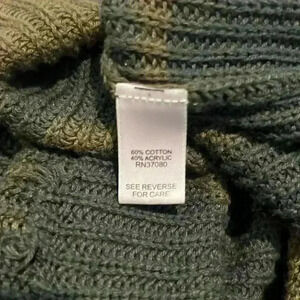 60% COTTON
40% ACRYLIC
RN37080
SEE REVERSE
FOR CARE